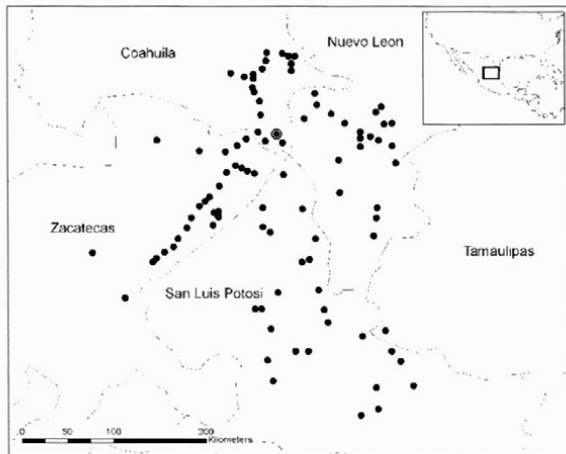 Coahuila
Nuevo Leon
Zacatecas
Tamaulipas
San Luis Potosi
0 50 100 200
Kilometers